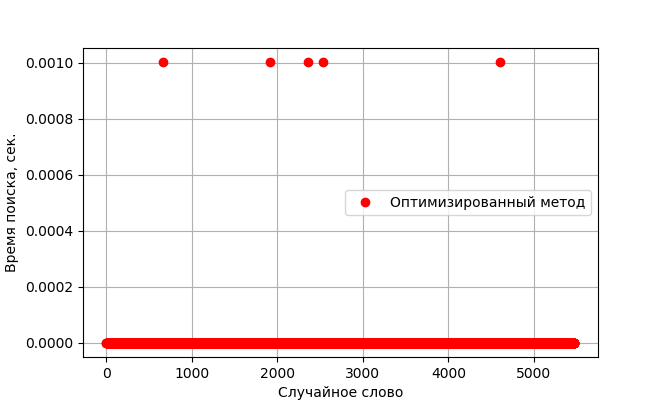 0.0010
0.0008
0.0006
0.0004
0.0002
0.0000
Время поиска, сек.
Оптимизированный метод
0 1000 2000 3000 4000 5000
Случайное слово